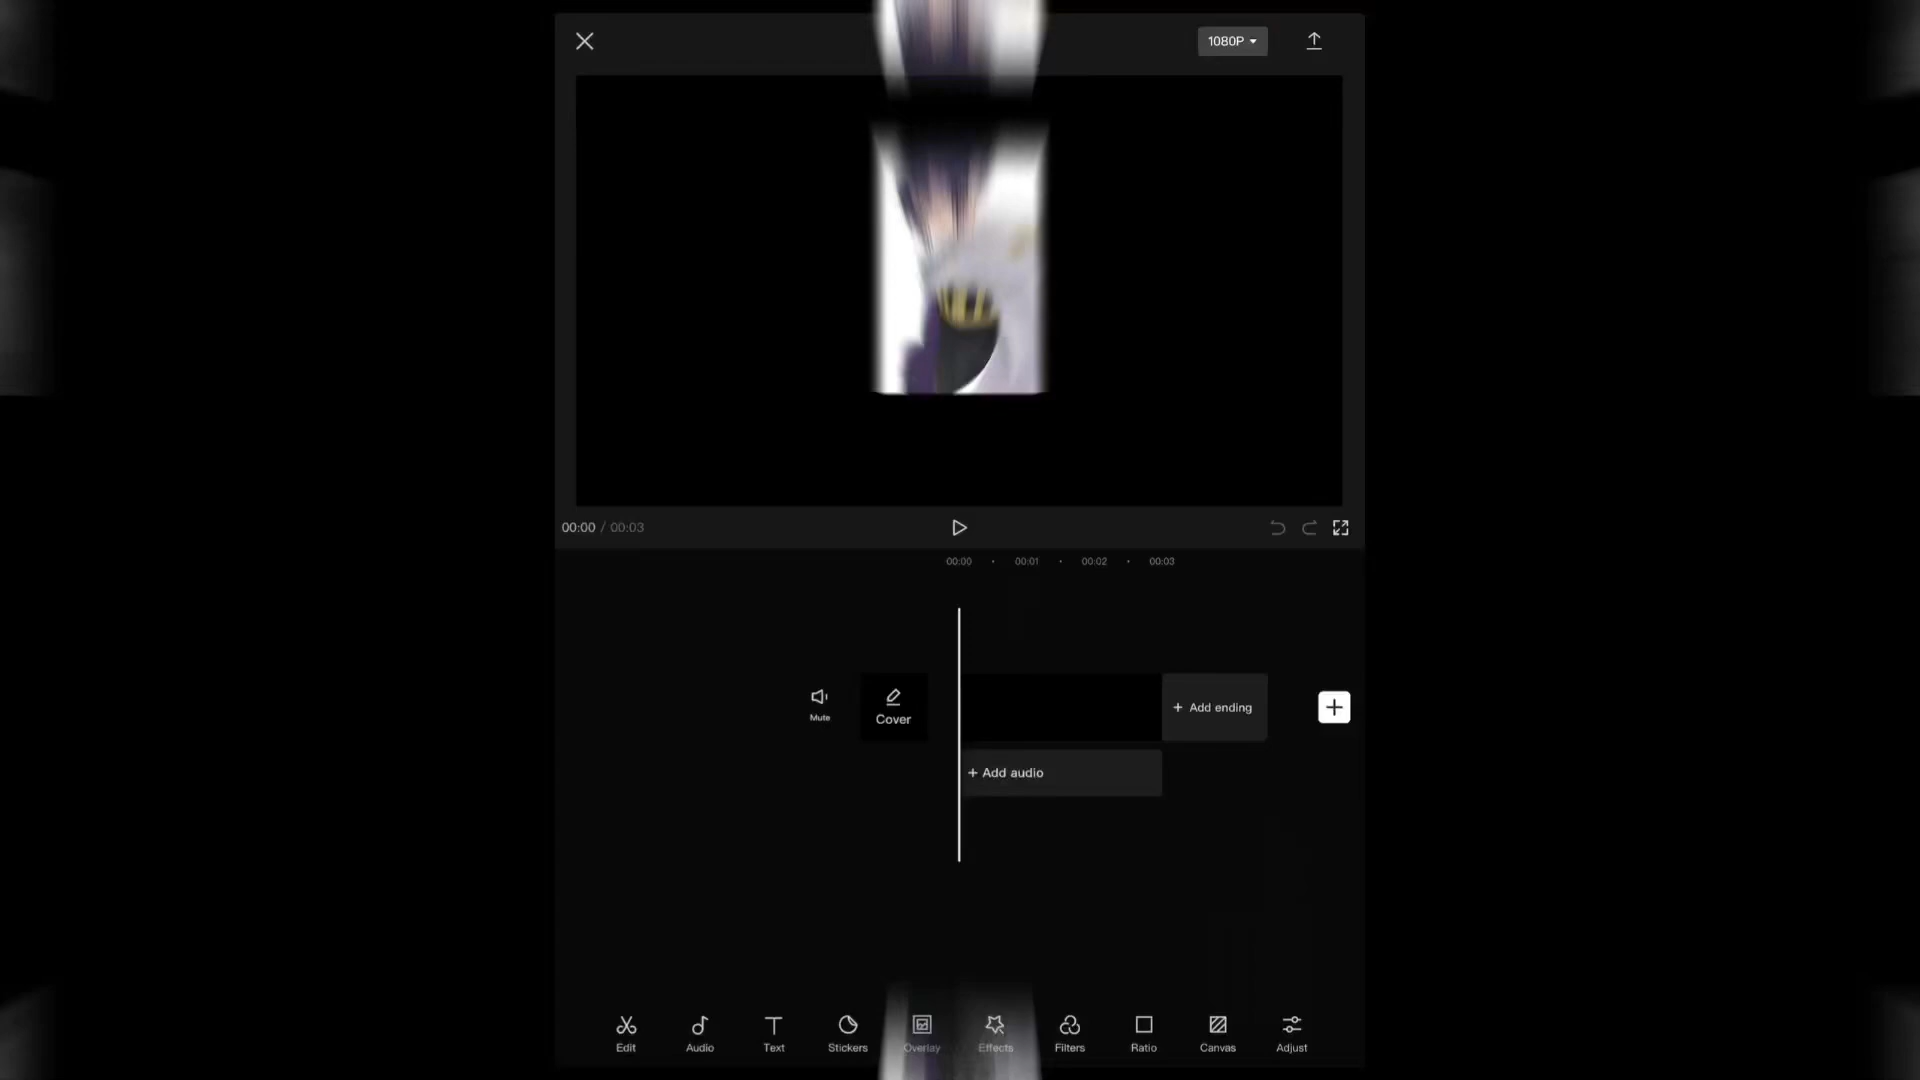 1080P
00:00 / 00:03
00:00 00:01 00:02 00:03
Mute
Cover
+ Add ending
+ Add audio
Edit Audio Text Stickers Overlay Effects Filters Ratio Canvas Adjust